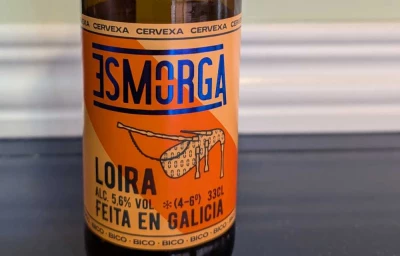 CERVEXA · CERVEXA · CERVEXA
ESMORGA
LOIRA
ALC. 5,6% VOL. *(4-6º) 33CL
FEITA EN GALICIA
BICO · BICO · BICO · BICO · BICO